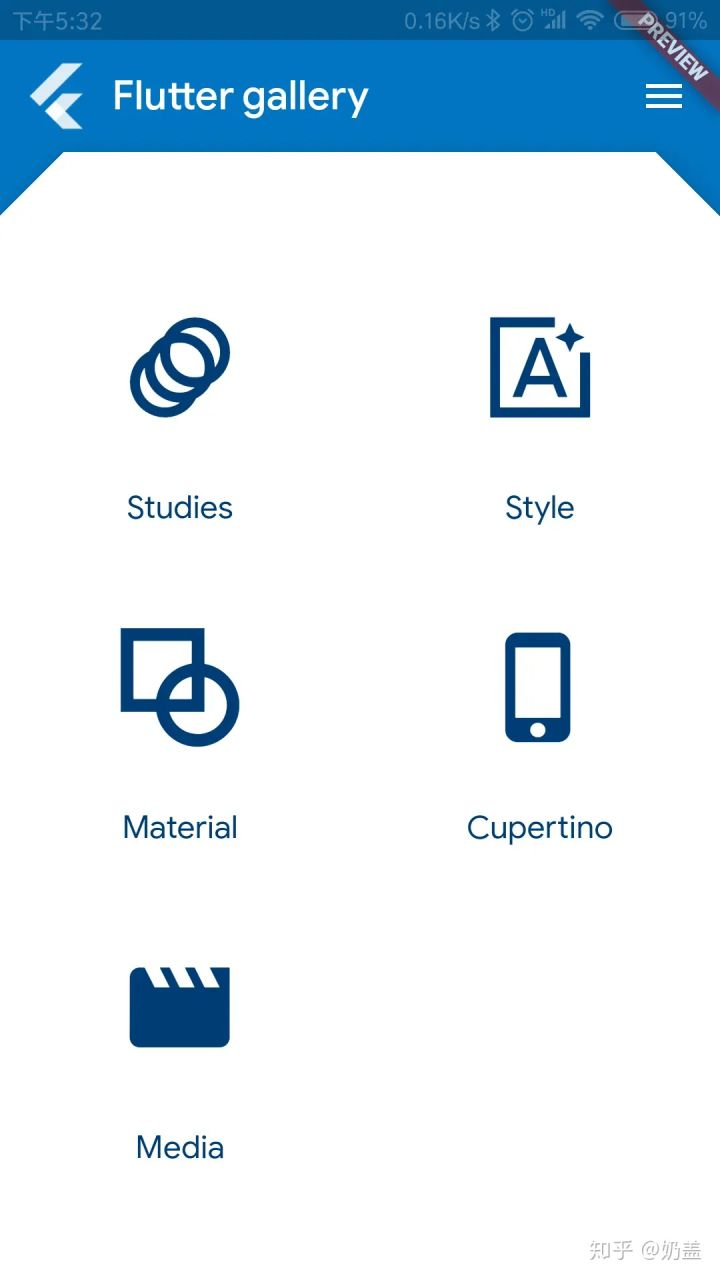 下午5:32 0.16K/s HD 91%
PREVIEW
Flutter gallery
Studies Style
Material Cupertino
Media
知乎 @奶盖